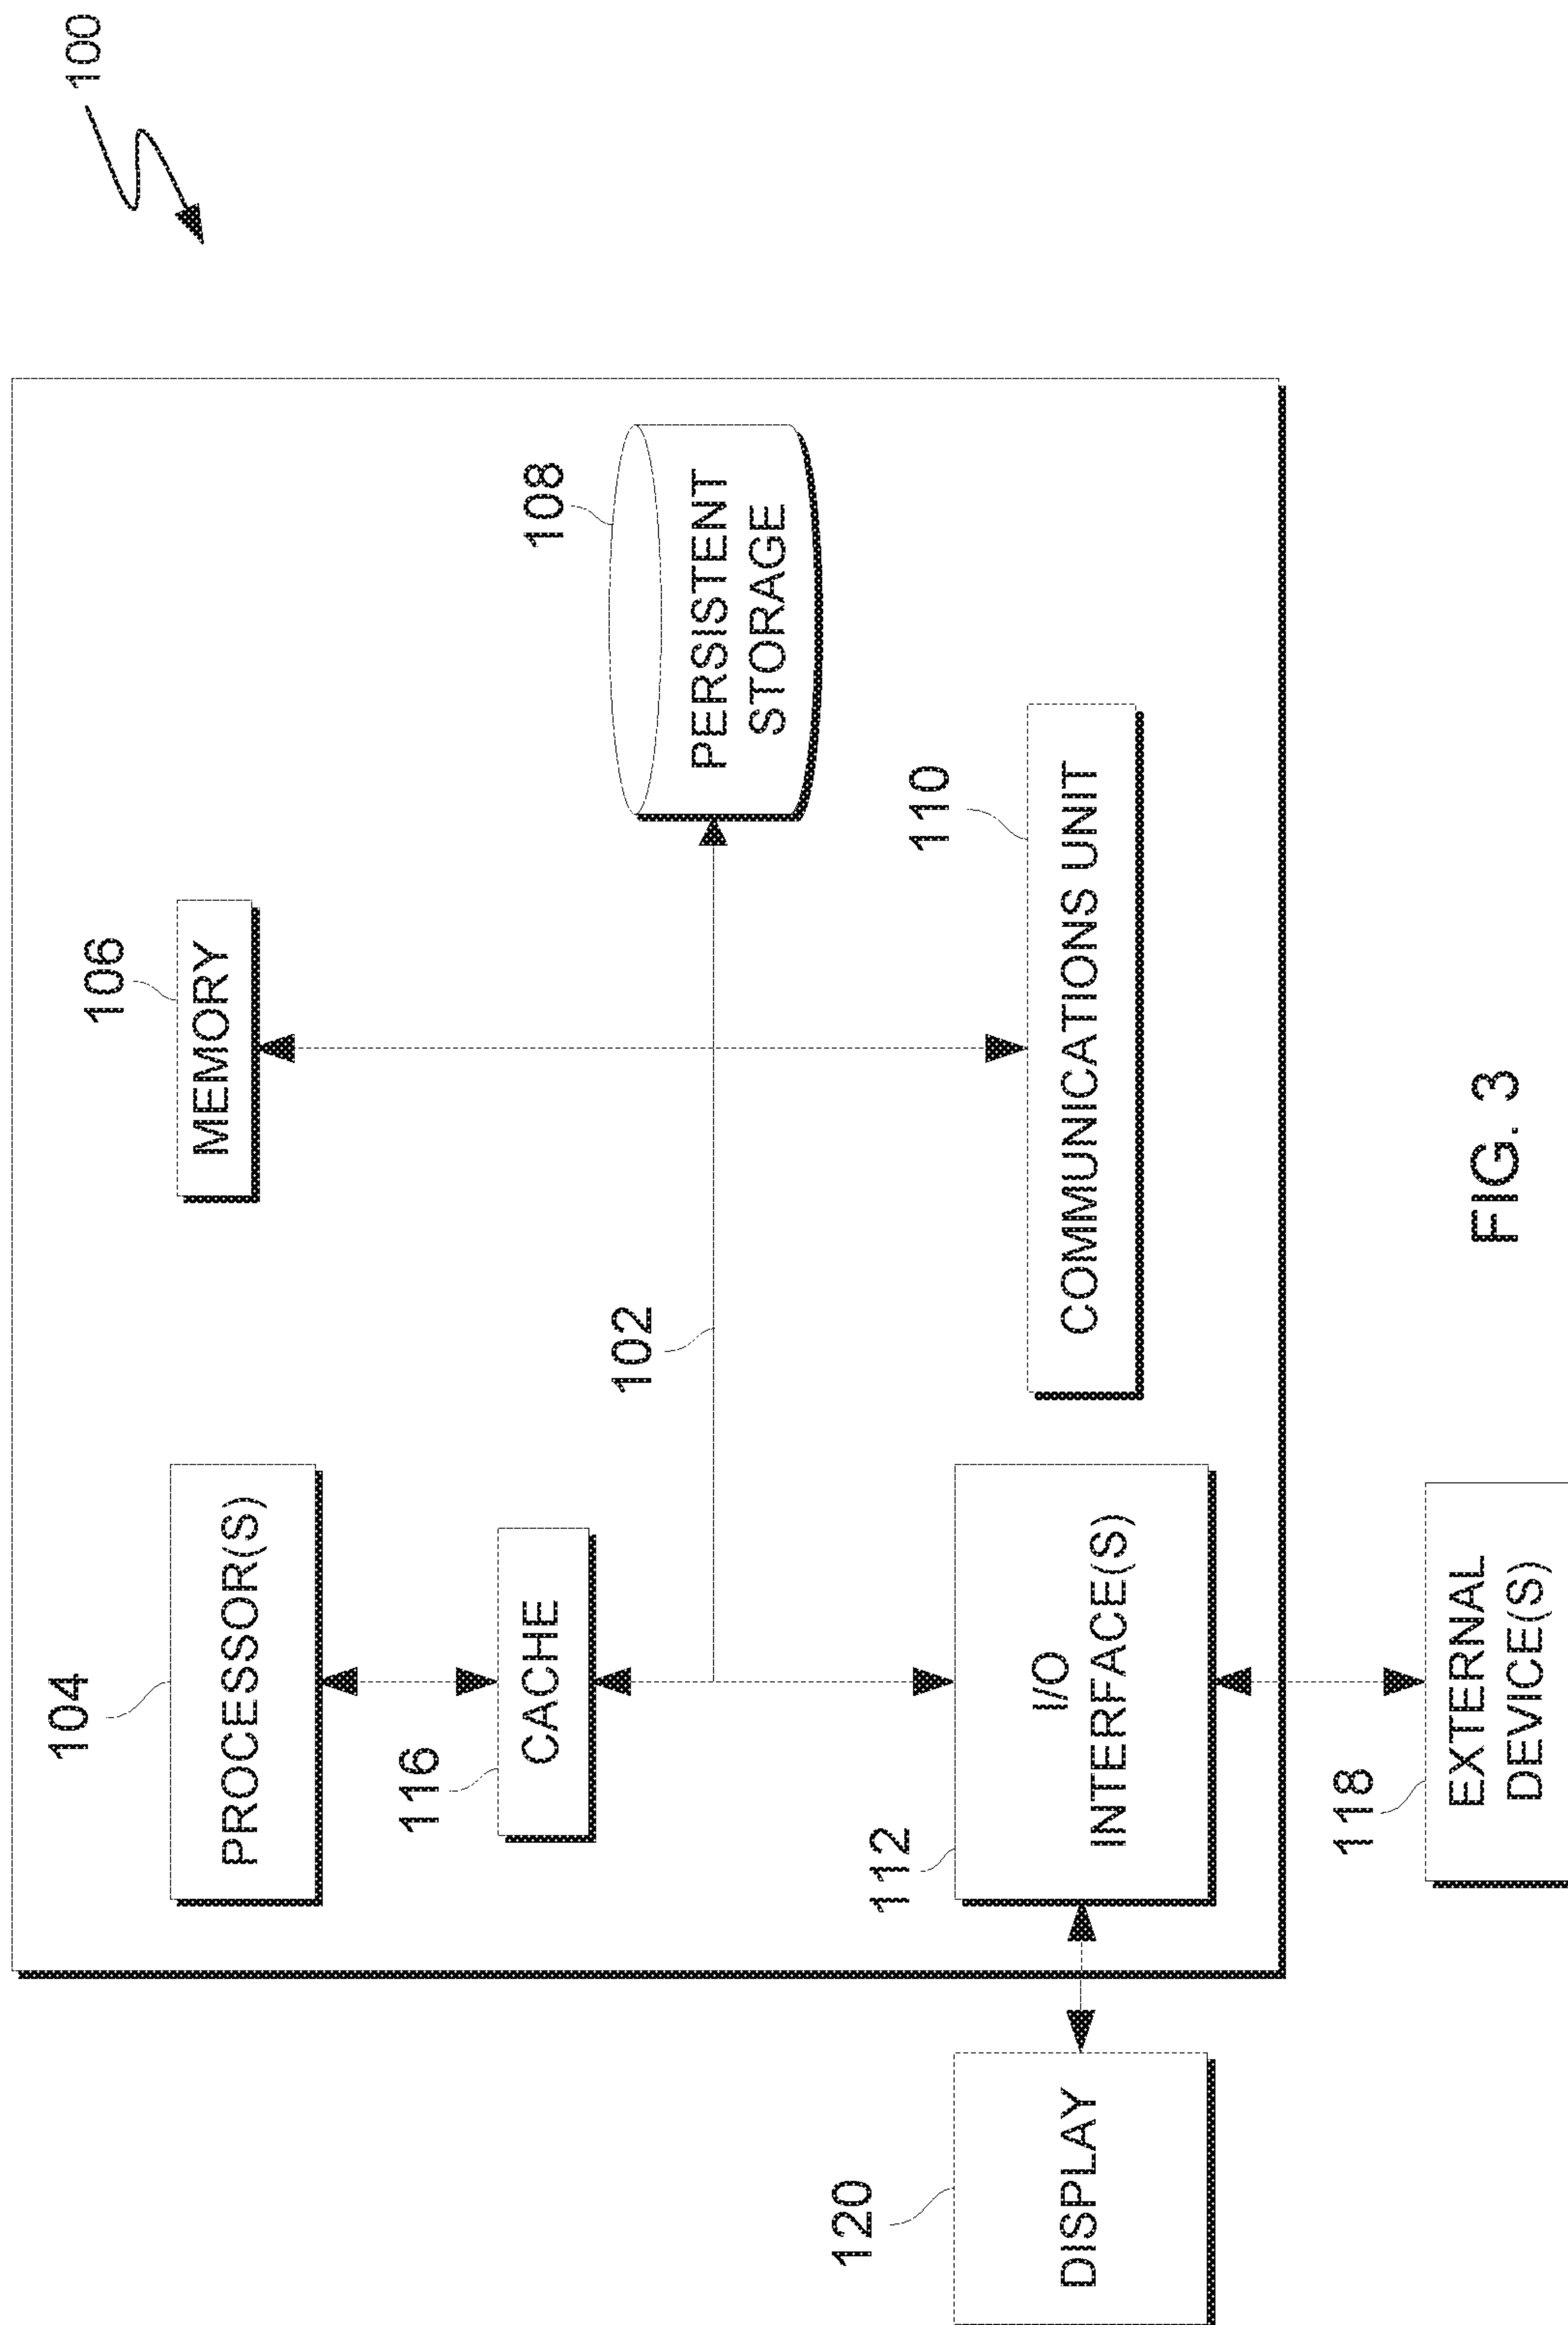 100
104
PROCESSOR(S)
106
MEMORY
116
CACHE
102
108
PERSISTENT
STORAGE
112
I/O
INTERFACE(S)
110
COMMUNICATIONS UNIT
120
DISPLAY
118
EXTERNAL
DEVICE(S)
FIG. 3